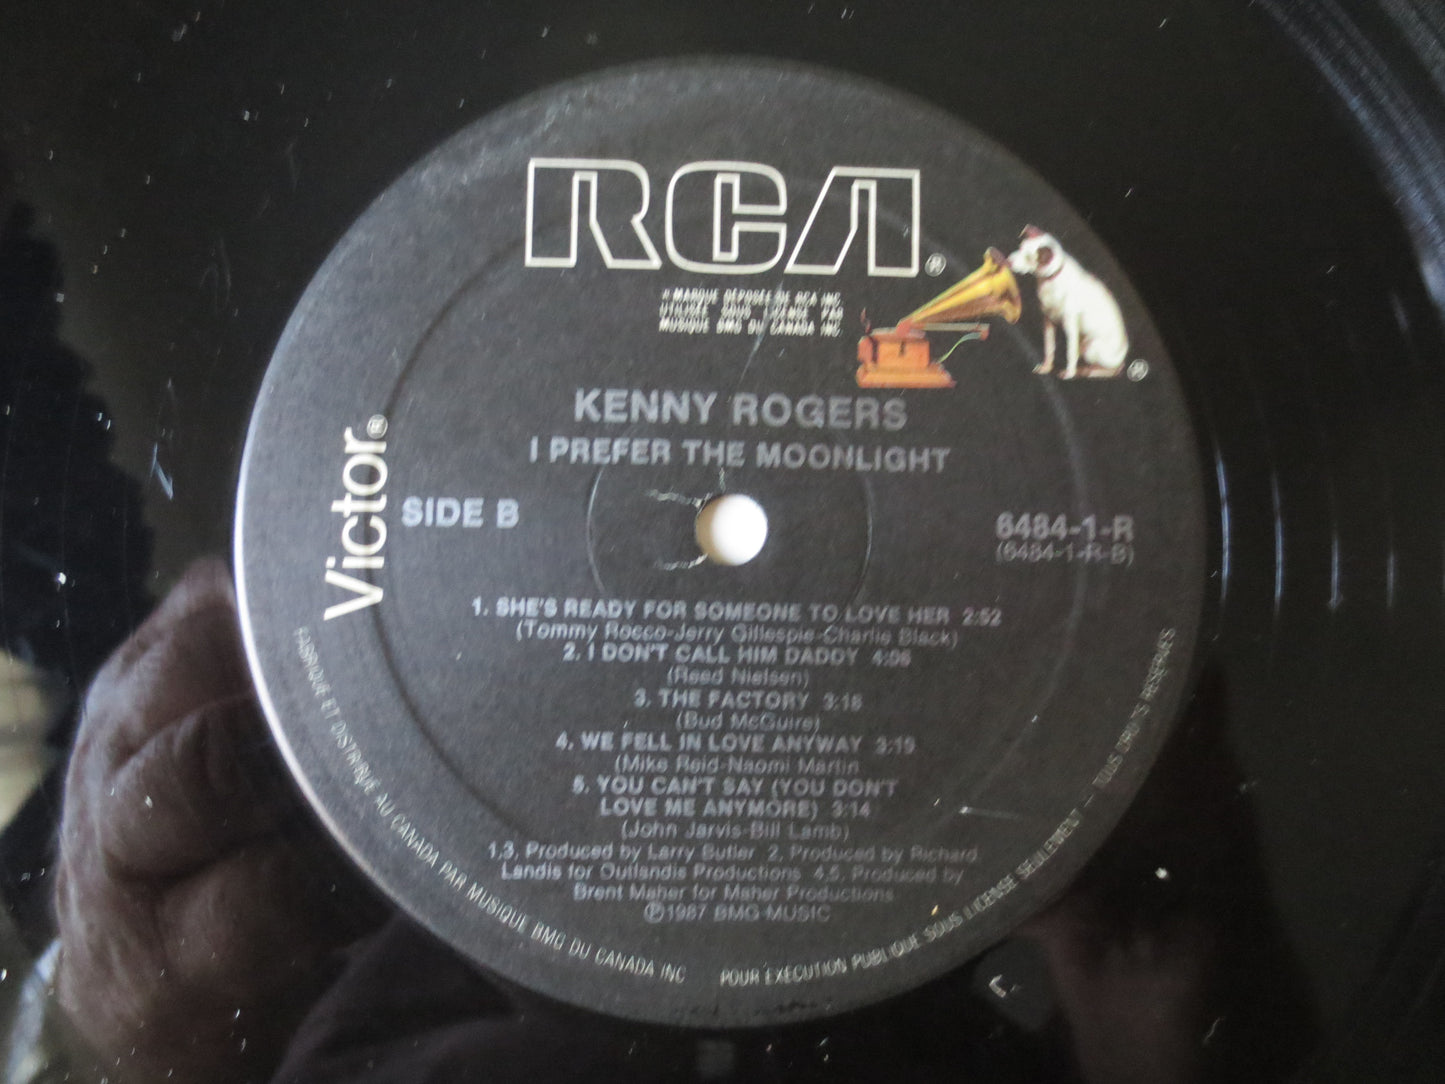 RCA®
® MARQUE DÉPOSÉE DE RCA INC.
UTILISÉE SOUS LICENCE PAR
MUSIQUE BMG DU CANADA INC.
Victor®
®
KENNY ROGERS
I PREFER THE MOONLIGHT
SIDE B
6484-1-R
(6484-1-R-B)
1. SHE'S READY FOR SOMEONE TO LOVE HER 2:52
(Tommy Rocco-Jerry Gillespie-Charlie Black)
2. I DON'T CALL HIM DADDY 4:06
(Reed Nielsen)
3. THE FACTORY 3:16
(Bud McGuire)
4. WE FELL IN LOVE ANYWAY 3:19
(Mike Reid-Naomi Martin
5. YOU CAN'T SAY (YOU DON'T
LOVE ME ANYMORE) 3:14
(John Jarvis-Bill Lamb)
1,3. Produced by Larry Butler 2. Produced by Richard
Landis for Outlandis Productions 4,5. Produced by
Brent Maher for Maher Productions
℗1987 BMG MUSIC
FABRIQUE ET DISTRIBUE AU CANADA PAR MUSIQUE BMG DU CANADA INC POUR EXECUTION PUBLIQUE SOUS LICENSE SEULEMENT - TOUS DROITS RESERVES